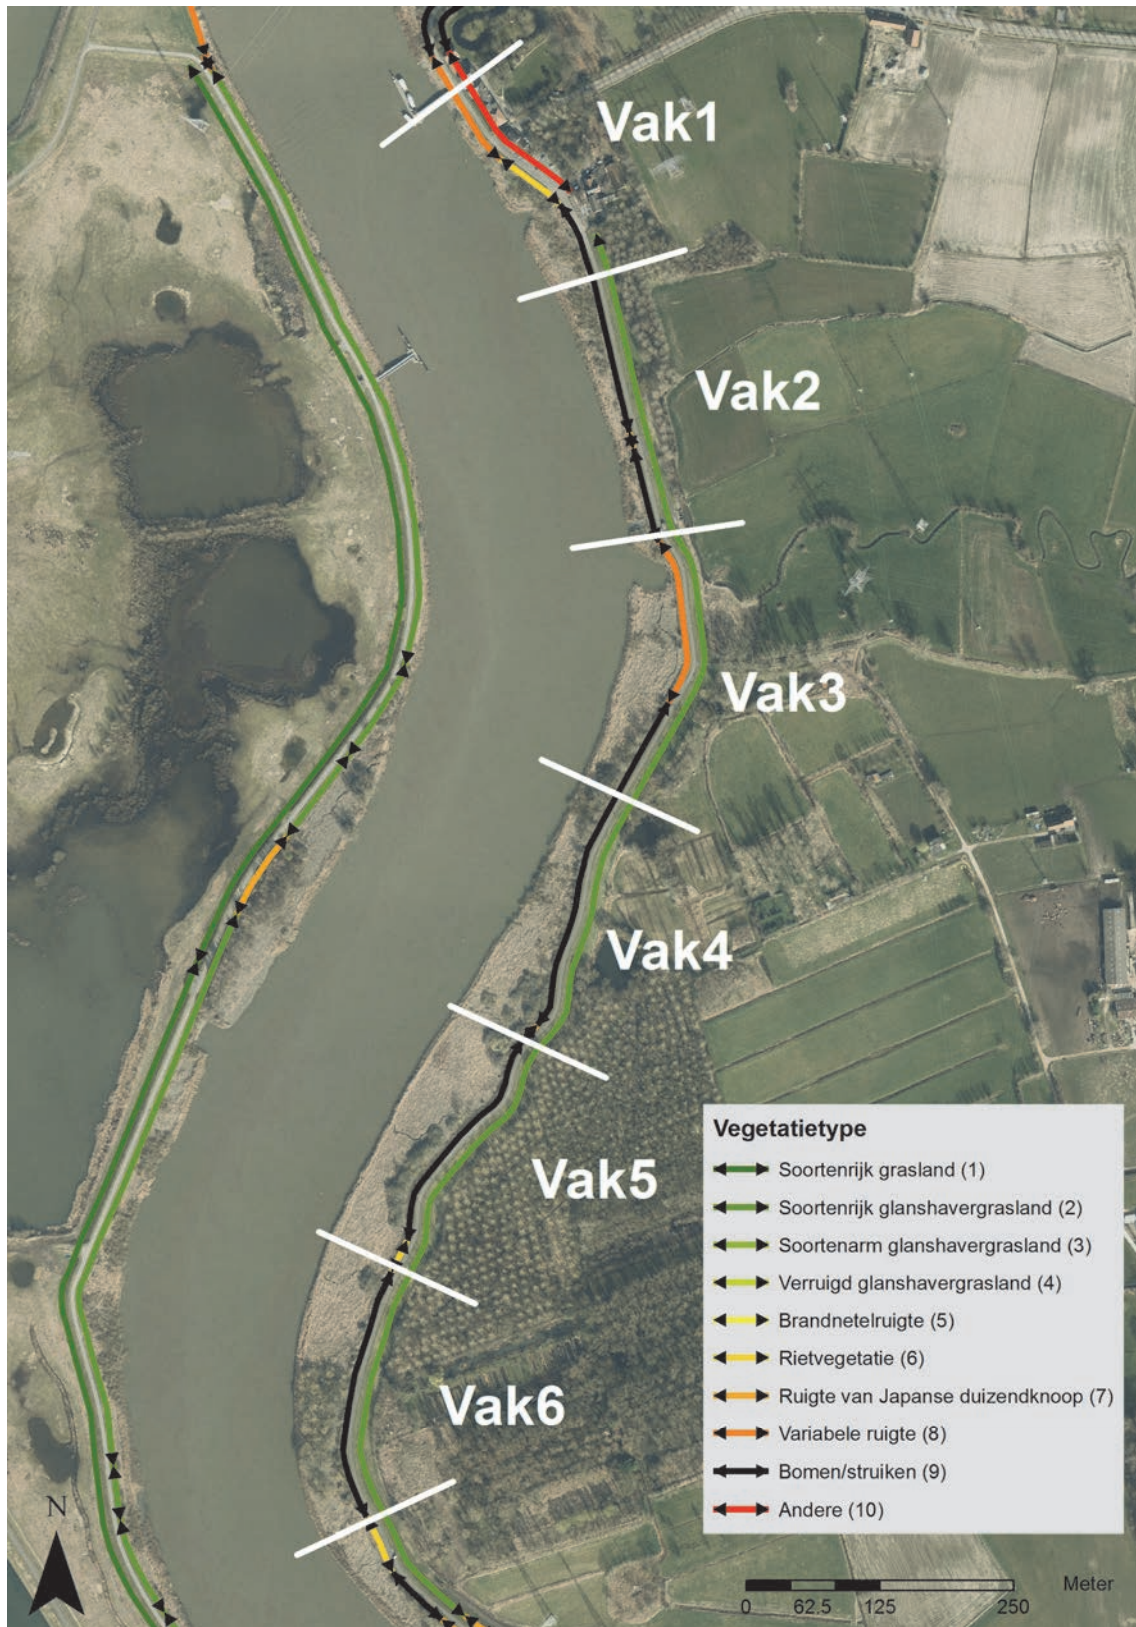 Vak1
Vak2
Vak3
Vak4
Vak5
Vak6
Vegetatietype
Soortenrijk grasland (1)
Soortenrijk glanshavergrasland (2)
Soortenarm glanshavergrasland (3)
Verruigd glanshavergrasland (4)
Brandnetelruigte (5)
Rietvegetatie (6)
Ruigte van Japanse duizendknoop (7)
Variabele ruigte (8)
Bomen/struiken (9)
Andere (10)
N
Meter
0 62.5 125 250